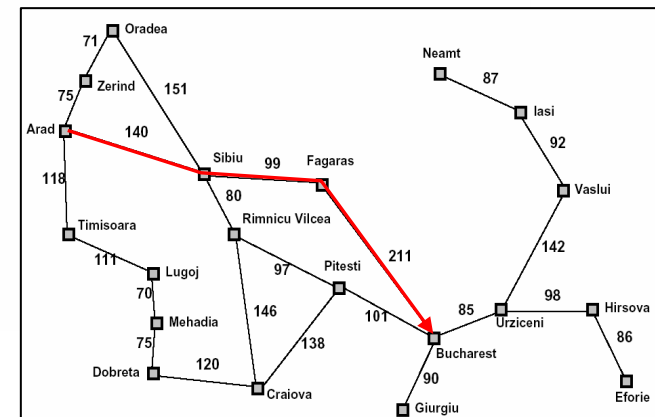 Oradea
71
Neamt
Zerind
87
75
151
Iasi
Arad
140
92
Sibiu
99
Fagaras
118
80
Vaslui
Rimnicu Vilcea
Timisoara
142
111
97
211
Lugoj
Pitesti
70
98
Hirsova
146
85
Urziceni
Mehadia
101
86
75
138
Bucharest
Dobreta
120
90
Craiova
Eforie
Giurgiu